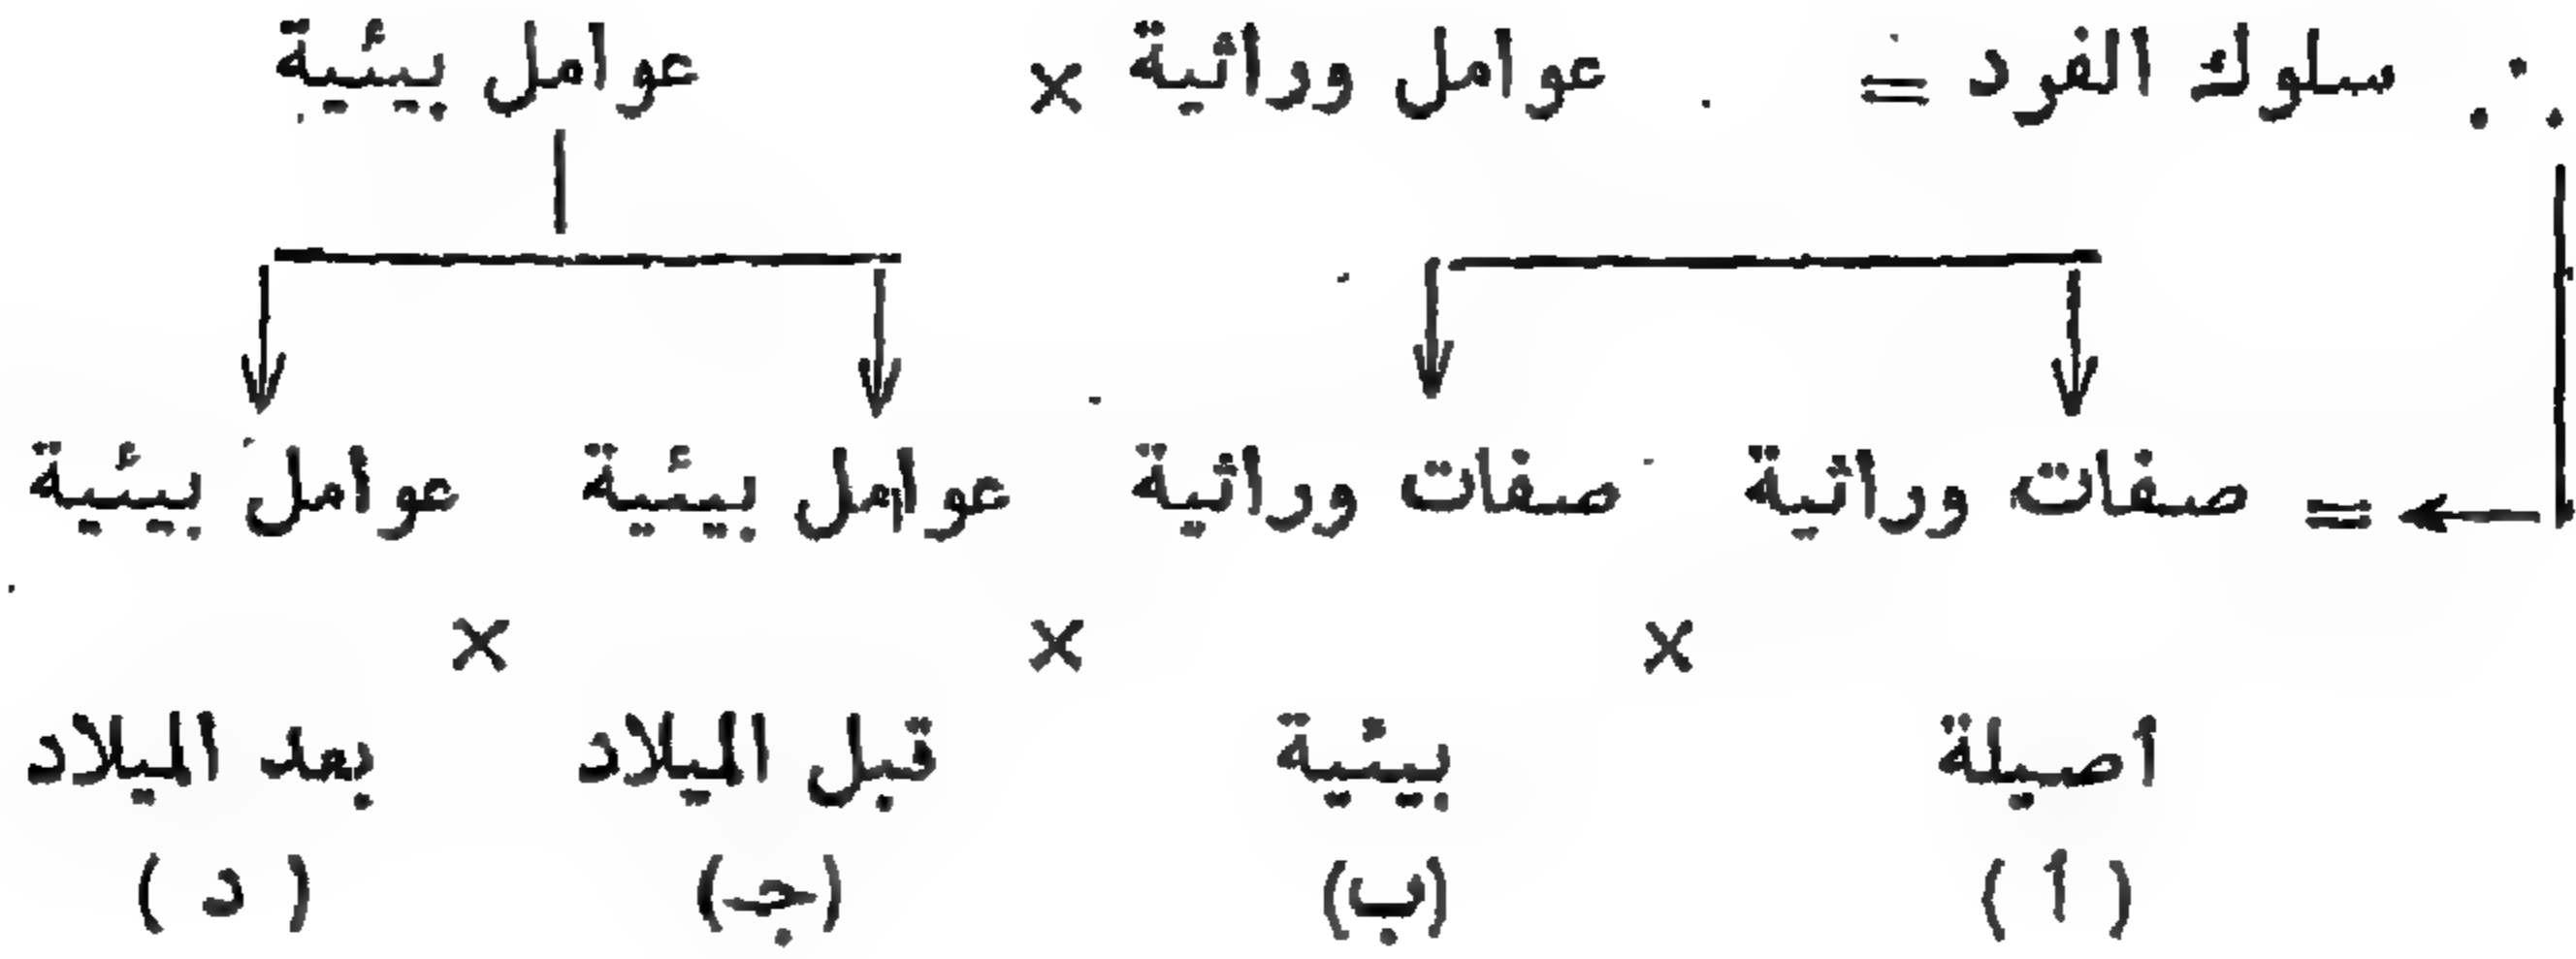 ∴ سلوك الفرد = عوامل وراثية × عوامل بيئية
= صفات وراثية صفات وراثية عوامل بيئية عوامل بيئية
× × ×
أصيلة بيئية قبل الميلاد بعد الميلاد
( أ ) (ب) (جـ) ( د )